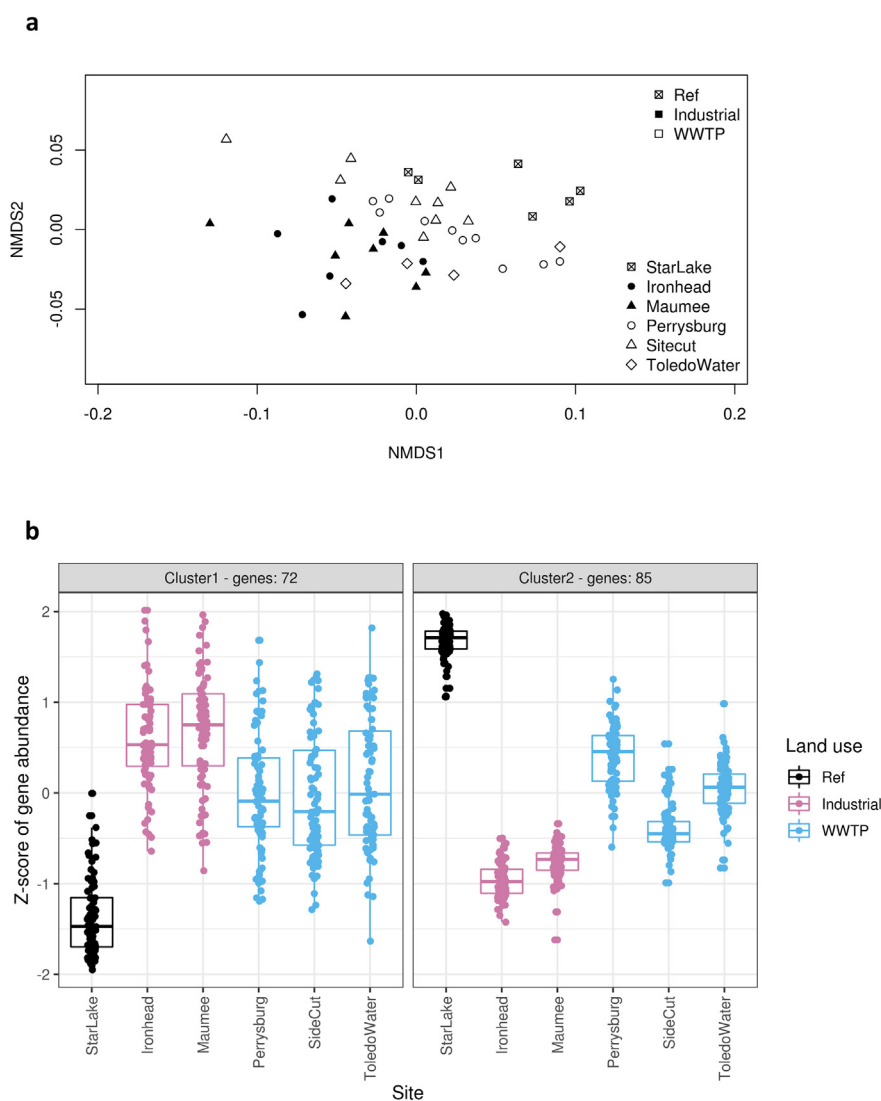 a
Ref
Industrial
WWTP
0.05
0.00
-0.05
NMDS2
StarLake
Ironhead
Maumee
Perrysburg
Sitecut
ToledoWater
-0.2
-0.1
0.0
0.1
0.2
NMDS1
b
Cluster1 - genes: 72
Cluster2 - genes: 85
2
1
0
-1
-2
Z-score of gene abundance
Land use
Ref
Industrial
WWTP
StarLake
Ironhead
Maumee
Perrysburg
SideCut
ToledoWater
StarLake
Ironhead
Maumee
Perrysburg
SideCut
ToledoWater
Site